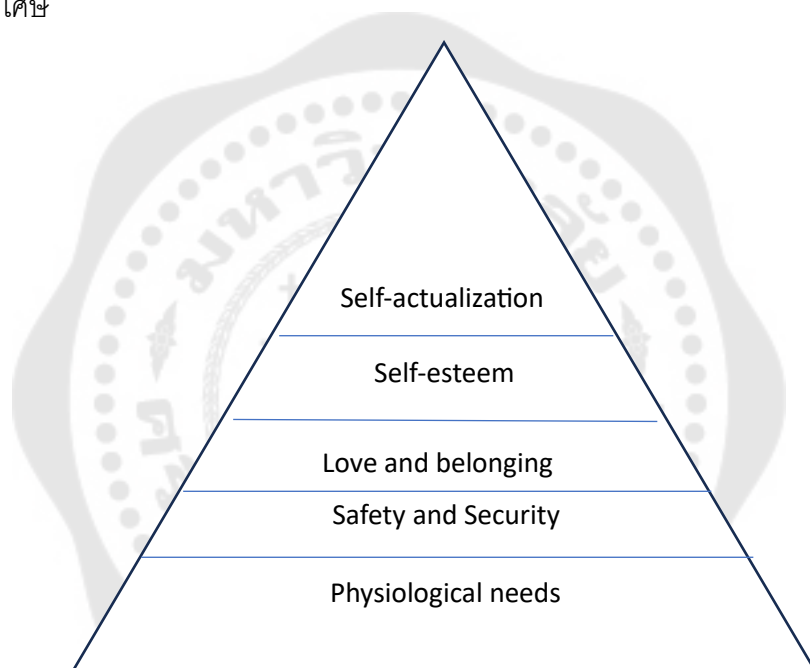 Self-actualization
Self-esteem
Love and belonging
Safety and Security
Physiological needs